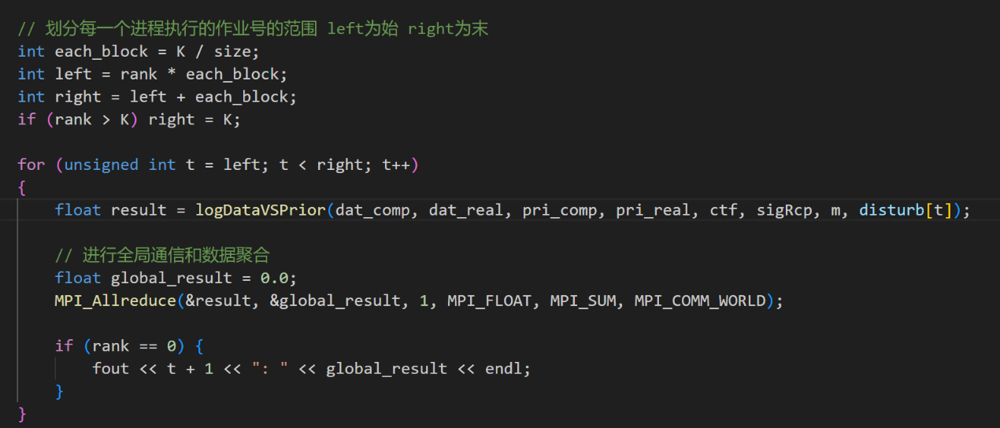 // 划分每一个进程执行的作业号的范围 left为始 right为末
int each_block = K / size;
int left = rank * each_block;
int right = left + each_block;
if (rank > K) right = K;
for (unsigned int t = left; t < right; t++)
{
float result = logDataVSPrior(dat_comp, dat_real, pri_comp, pri_real, ctf, sigRcp, m, disturb[t]);
// 进行全局通信和数据聚合
float global_result = 0.0;
MPI_Allreduce(&result, &global_result, 1, MPI_FLOAT, MPI_SUM, MPI_COMM_WORLD);
if (rank == 0) {
fout << t + 1 << ": " << global_result << endl;
}
}